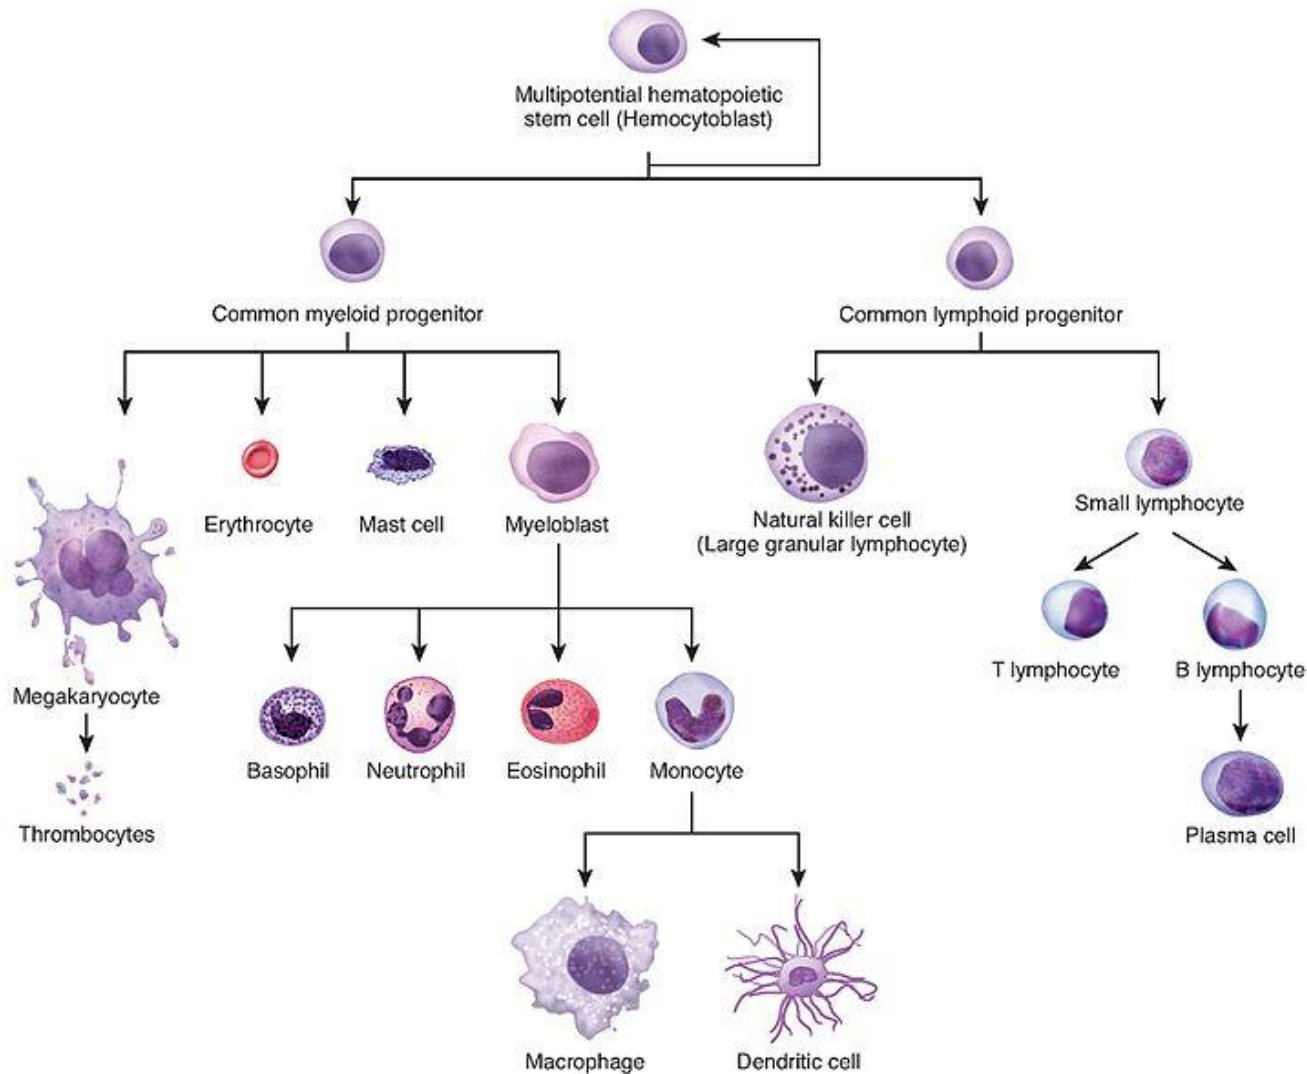 Multipotential hematopoietic
stem cell (Hemocytoblast)
Common myeloid progenitor
Common lymphoid progenitor
Erythrocyte
Mast cell
Myeloblast
Natural killer cell
(Large granular lymphocyte)
Small lymphocyte
T lymphocyte
B lymphocyte
Megakaryocyte
Basophil
Neutrophil
Eosinophil
Monocyte
Thrombocytes
Plasma cell
Macrophage
Dendritic cell